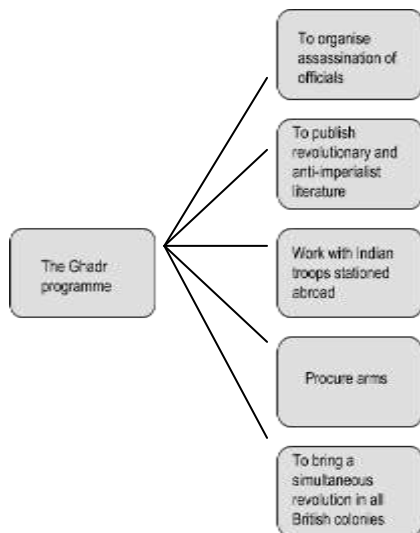 To organise
assassination of
officials
To publish
revolutionary and
anti-imperialist
literature
The Ghadr
programme
Work with Indian
troops stationed
abroad
Procure arms
To bring a
simultaneous
revolution in all
British colonies